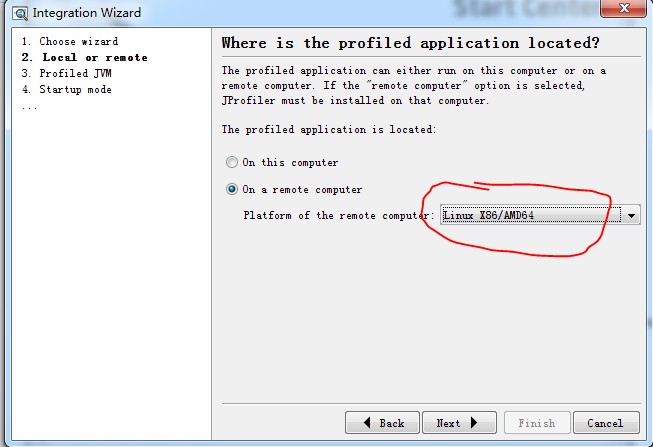 Start Center
Integration Wizard
1. Choose wizard
2. Local or remote
3. Profiled JVM
4. Startup mode
...
Where is the profiled application located?
The profiled application can either run on this computer or on a
remote computer. If the "remote computer" option is selected,
JProfiler must be installed on that computer.
The profiled application is located:
On this computer
On a remote computer
Platform of the remote computer: Linux X86/AMD64
Back Next Finish Cancel